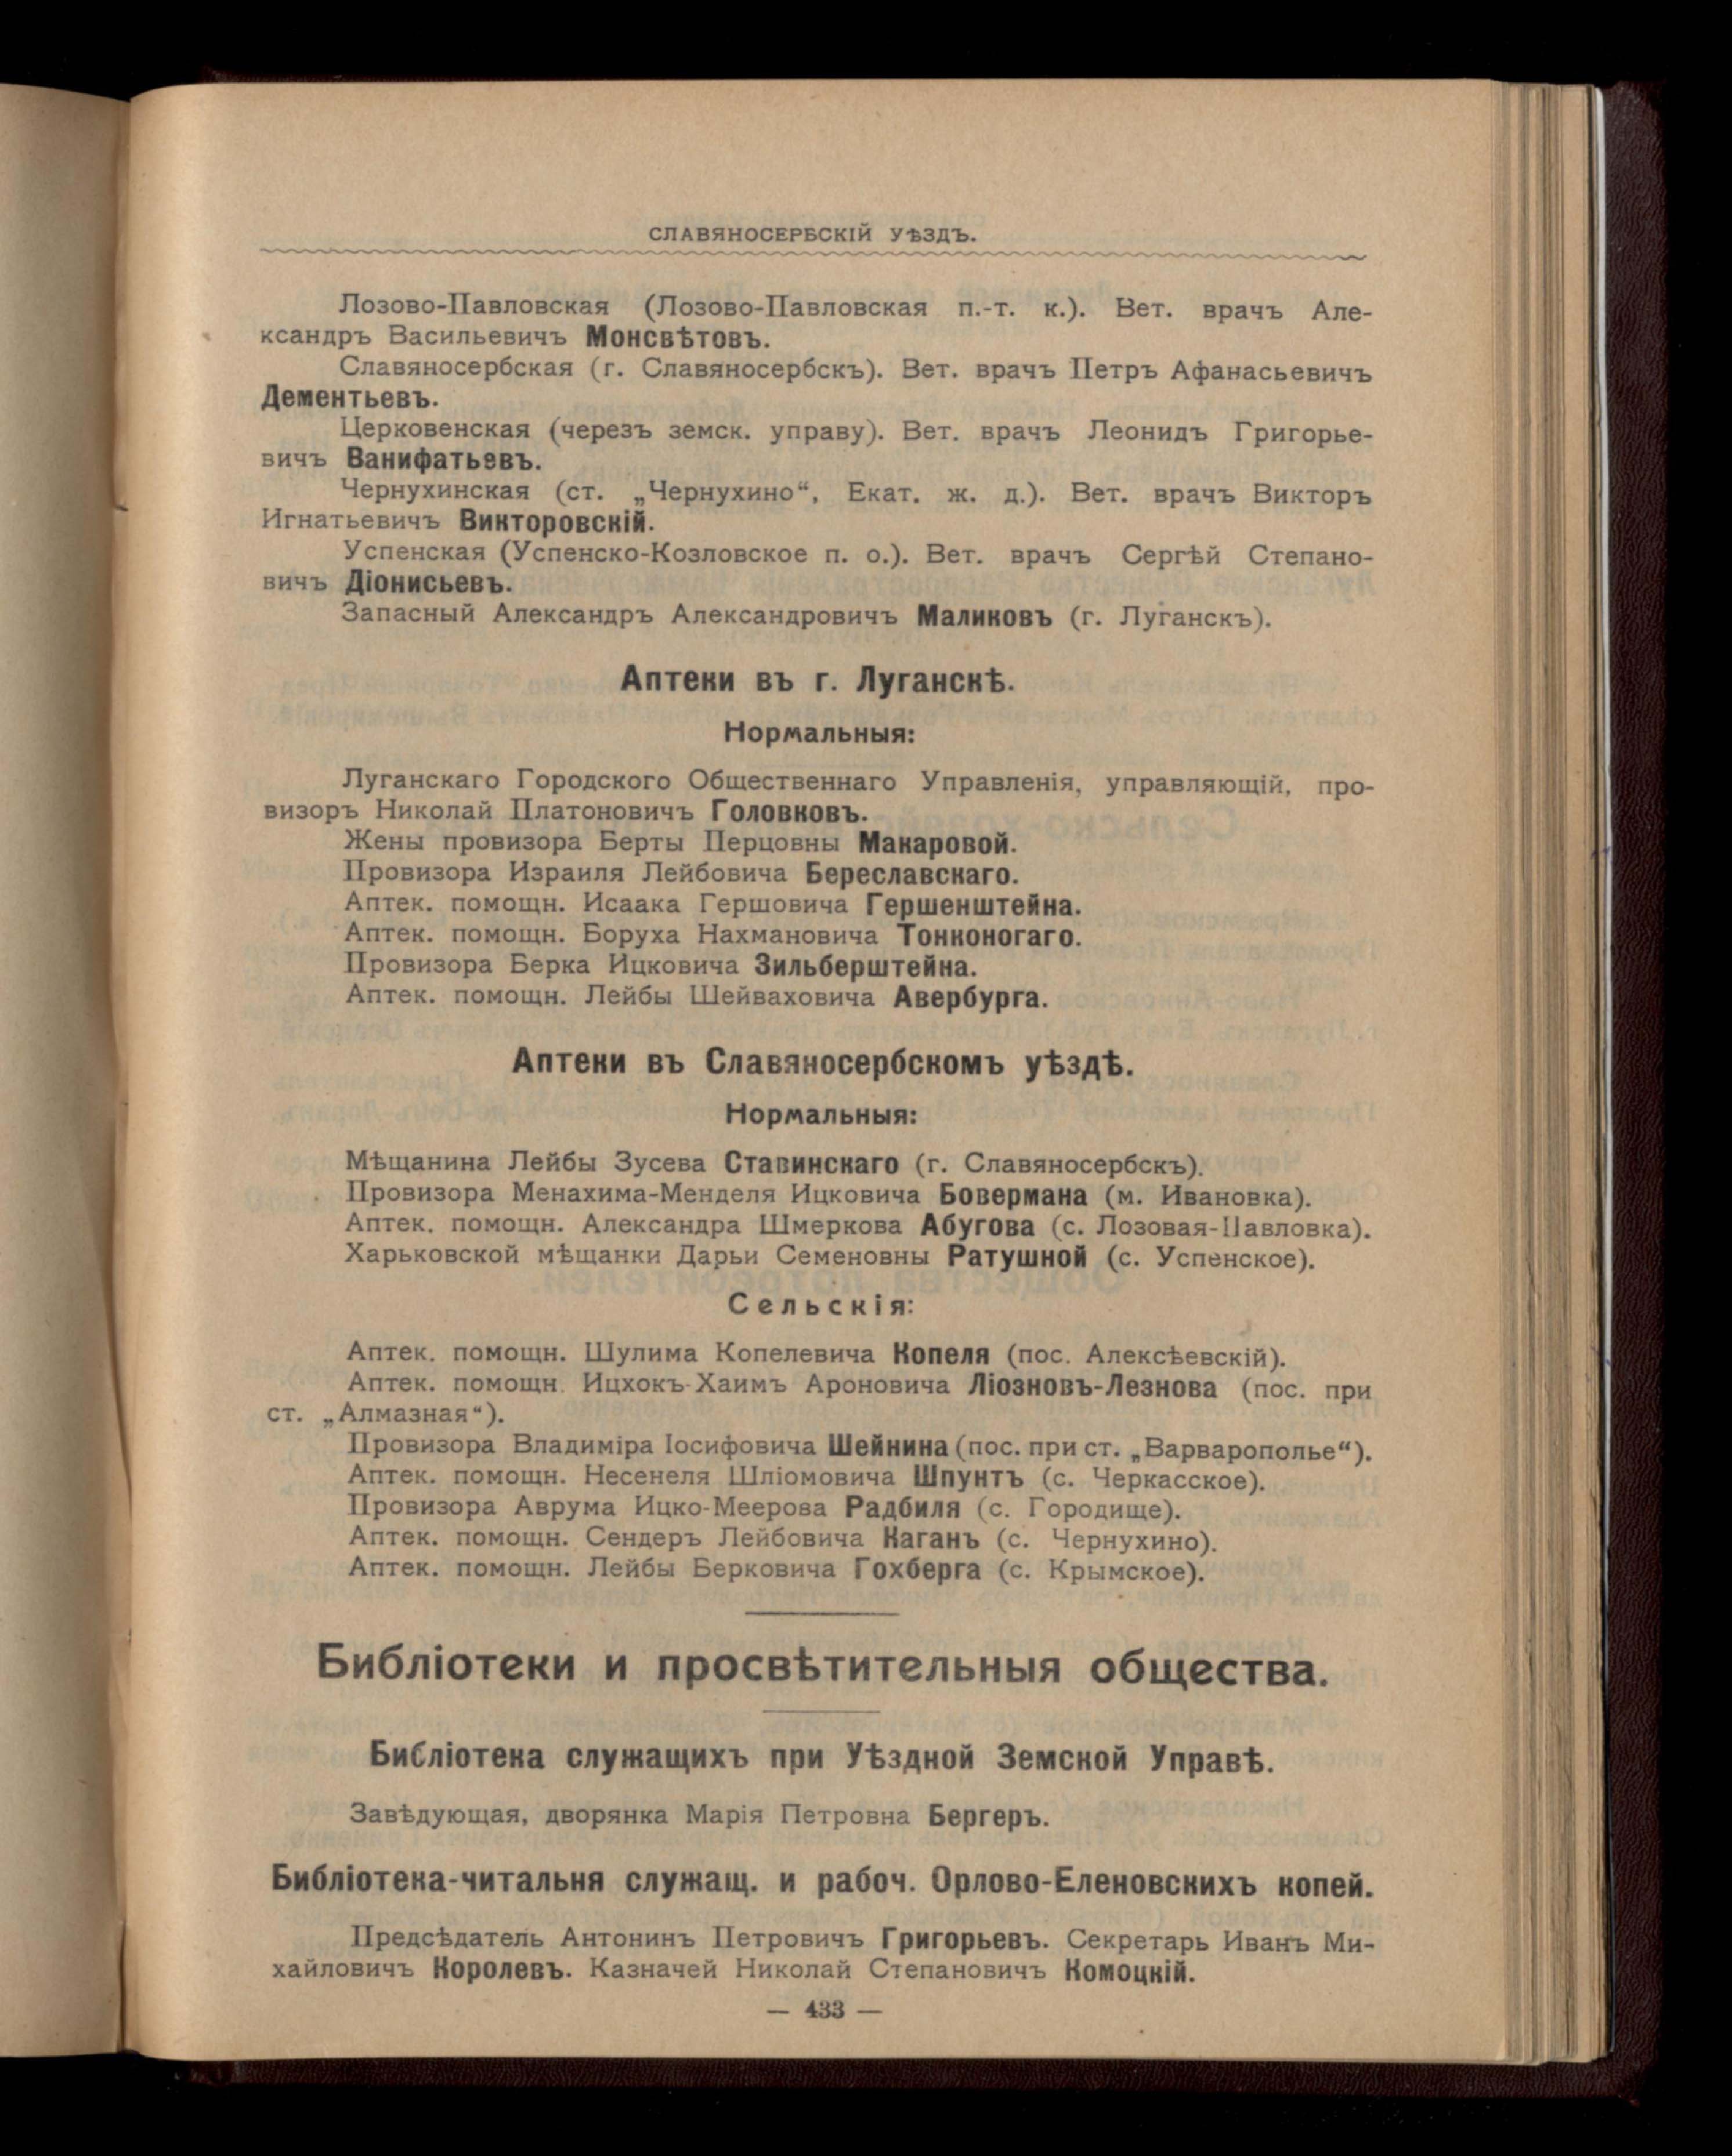 СЛАВЯНОСЕРБСКІЙ УѢЗДЪ.
Лозово-Павловская (Лозово-Павловская п.-т. к.). Вет. врачъ Але-
ксандръ Васильевичъ Монсвѣтовъ.
Славяносербская (г. Славяносербскъ). Вет. врачъ Петръ Афанасьевичъ
Дементьевъ.
Церковенская (черезъ земск. управу). Вет. врачъ Леонидъ Григорье-
вичъ Ванифатьевъ.
Чернухинская (ст. „Чернухино“, Екат. ж. д.). Вет. врачъ Викторъ
Игнатьевичъ Викторовскій.
Успенская (Успенско-Козловское п. о.). Вет. врачъ Сергѣй Степано-
вичъ Діонисьевъ.
Запасный Александръ Александровичъ Маликовъ (г. Луганскъ).
Аптеки въ г. Луганскѣ.
Нормальныя:
Луганскаго Городского Общественнаго Управленія, управляющій, про-
визоръ Николай Платоновичъ Головковъ.
Жены провизора Берты Перцовны Макаровой.
Провизора Израиля Лейбовича Береславскаго.
Аптек. помощн. Исаака Гершовича Гершенштейна.
Аптек. помощн. Боруха Нахмановича Тонконогаго.
Провизора Берка Ицковича Зильберштейна.
Аптек. помощн. Лейбы Шейваховича Авербурга.
Аптеки въ Славяносербскомъ уѣздѣ.
Нормальныя:
Мѣщанина Лейбы Зусева Ставинскаго (г. Славяносербскъ).
Провизора Менахима-Менделя Ицковича Бовермана (м. Ивановка).
Аптек. помощн. Александра Шмеркова Абугова (с. Лозовая-Павловка).
Харьковской мѣщанки Дарьи Семеновны Ратушной (с. Успенское).
Сельскія:
Аптек. помощн. Шулима Копелевича Копеля (пос. Алексѣевскій).
Аптек. помощн. Ицхокъ-Хаимъ Ароновича Ліозновъ-Лезнова (пос. при
ст. „Алмазная“).
Провизора Владиміра Іосифовича Шейнина (пос. при ст. „Варварополье“).
Аптек. помощн. Несенеля Шліомовича Шпунтъ (с. Черкасское).
Провизора Аврума Ицко-Меерова Радбиля (с. Городище).
Аптек. помощн. Сендеръ Лейбовича Каганъ (с. Чернухино).
Аптек. помощн. Лейбы Берковича Гохберга (с. Крымское).
Библіотеки и просвѣтительныя общества.
Библіотека служащихъ при Уѣздной Земской Управѣ.
Завѣдующая, дворянка Марія Петровна Бергеръ.
Библіотека-читальня служащ. и рабоч. Орлово-Еленовскихъ копей.
Предсѣдатель Антонинъ Петровичъ Григорьевъ. Секретарь Иванъ Ми-
хайловичъ Королевъ. Казначей Николай Степановичъ Комоцкій.
— 433 —